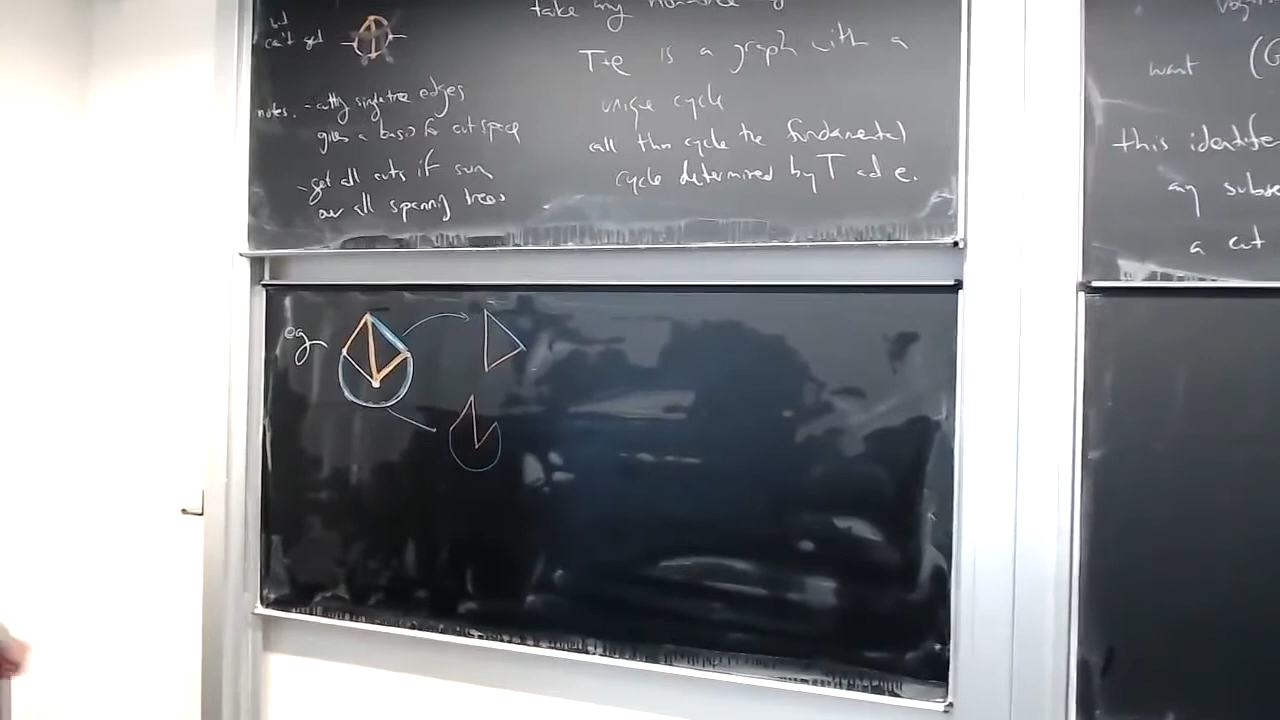 but
can't get
notes. - cutting single tree edges
gives a basis for cut space
- get all cuts if sum
over all spanning trees
take any nontree
T+e is a graph with a
unique cycle
call this cycle the fundamental
cycle determined by T and e.
want (G
this identifie
any subse
a cut
eg